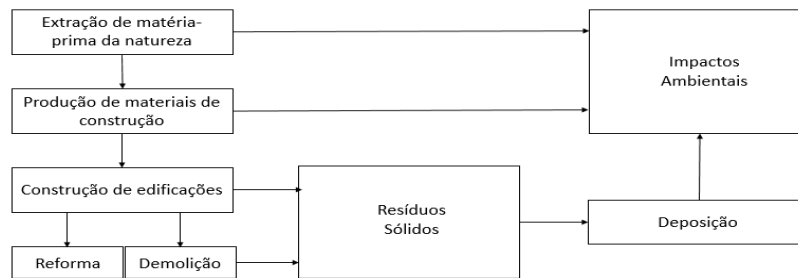 Extração de matéria-
prima da natureza
Impactos
Ambientais
Produção de materiais de
construção
Construção de edificações
Resíduos
Sólidos
Deposição
Reforma
Demolição